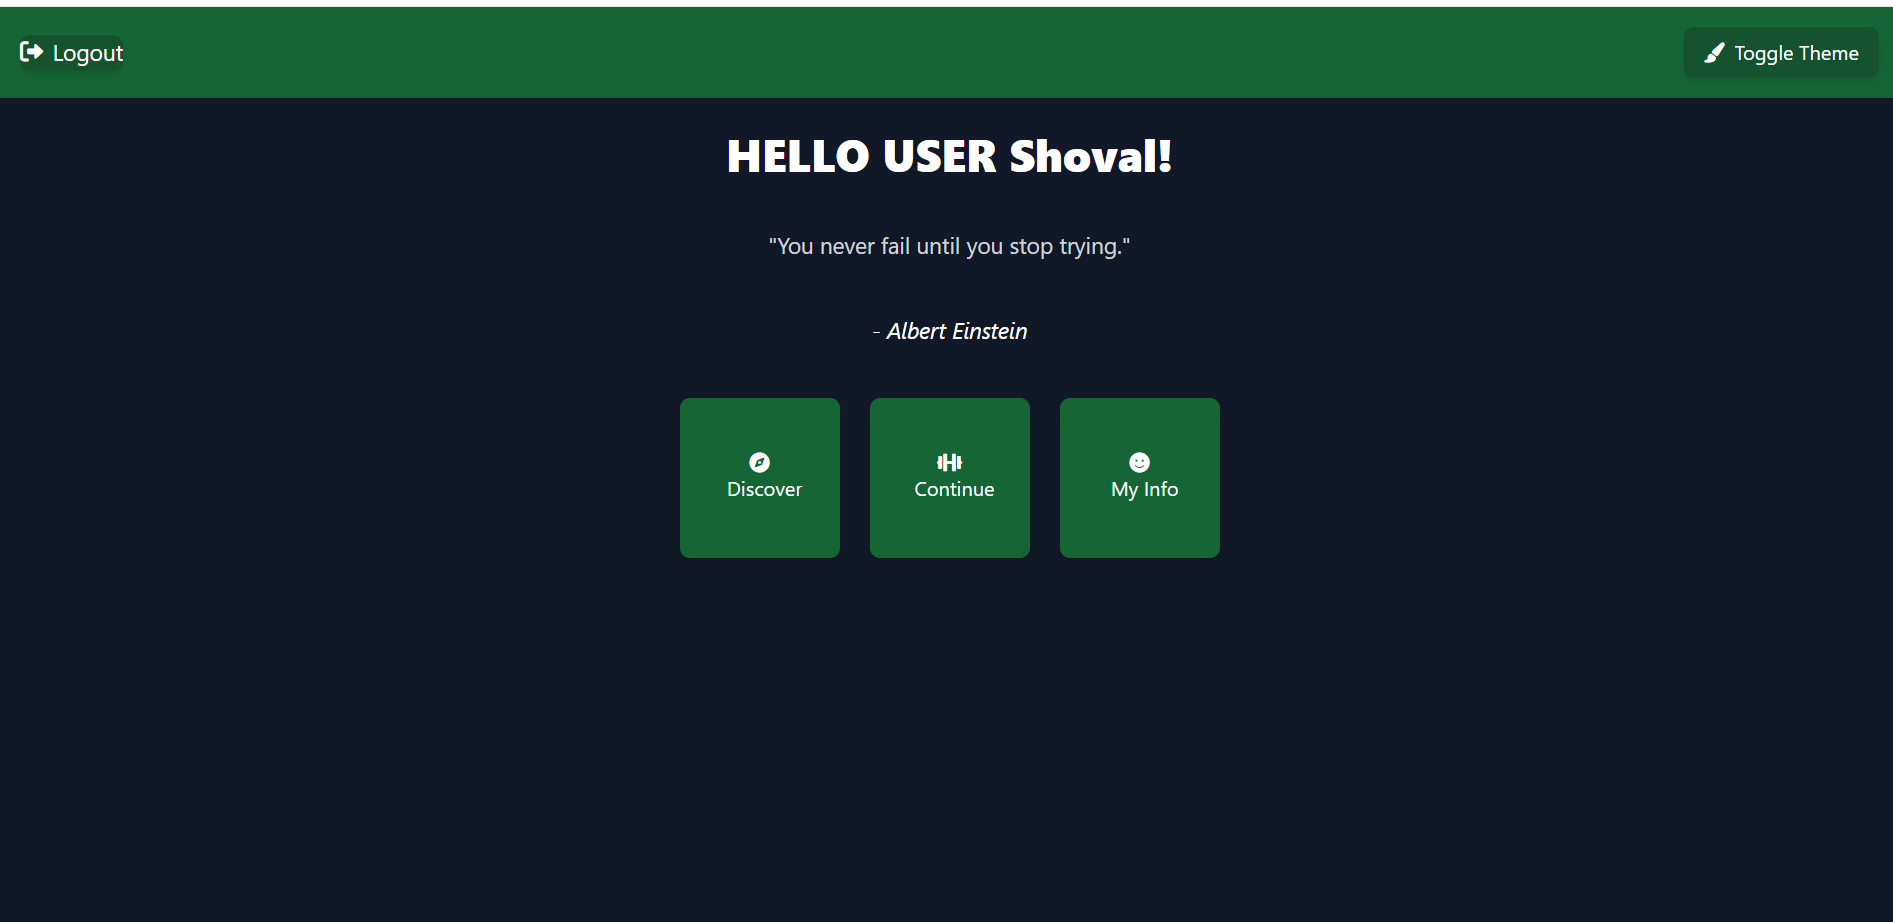 Logout
Toggle Theme
HELLO USER Shoval!
"You never fail until you stop trying."
- Albert Einstein
Discover
Continue
My Info